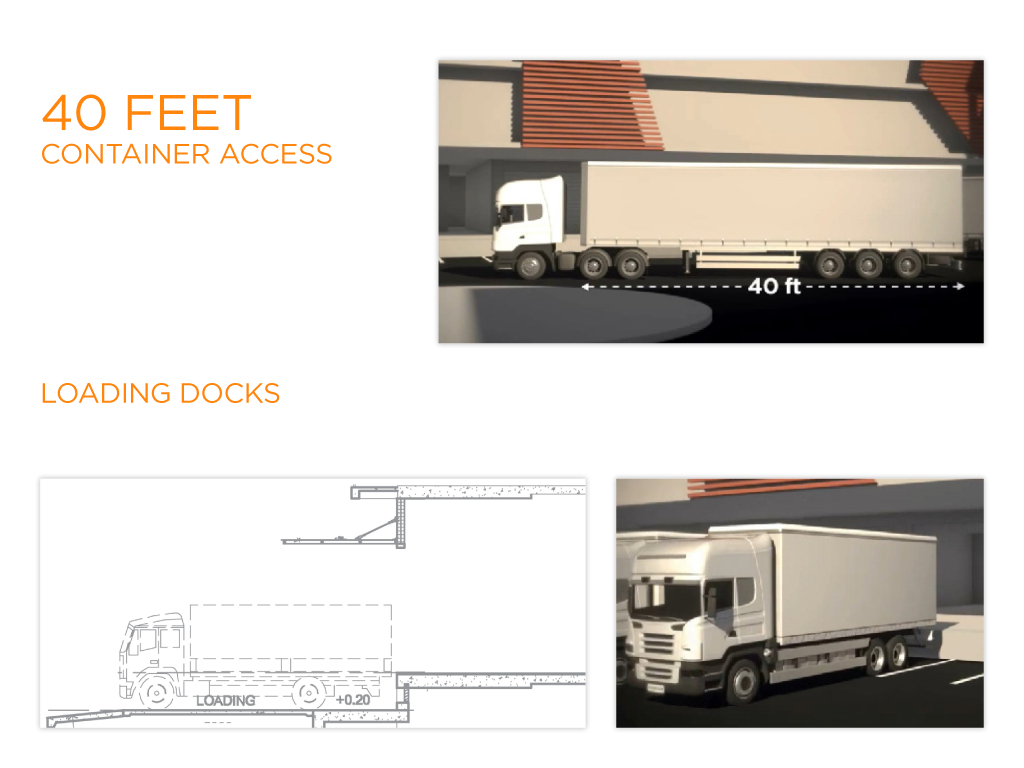 40 FEET
CONTAINER ACCESS
40 ft
LOADING DOCKS
LOADING
+0.20